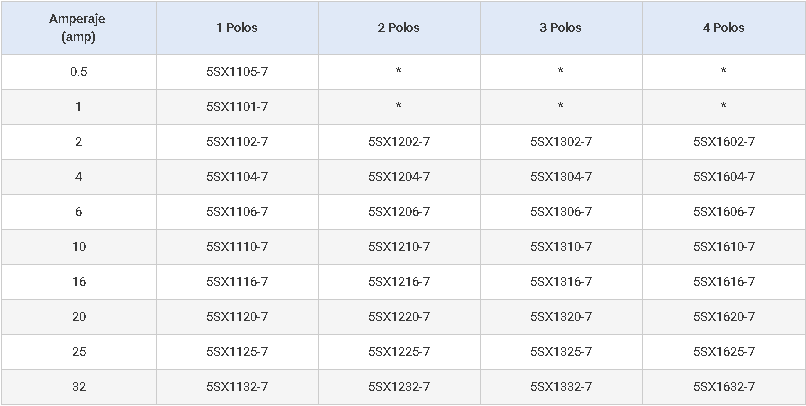 Amperaje
(amp) 1 Polos 2 Polos 3 Polos 4 Polos
0.5 5SX1105-7 * * *
1 5SX1101-7 * * *
2 5SX1102-7 5SX1202-7 5SX1302-7 5SX1602-7
4 5SX1104-7 5SX1204-7 5SX1304-7 5SX1604-7
6 5SX1106-7 5SX1206-7 5SX1306-7 5SX1606-7
10 5SX1110-7 5SX1210-7 5SX1310-7 5SX1610-7
16 5SX1116-7 5SX1216-7 5SX1316-7 5SX1616-7
20 5SX1120-7 5SX1220-7 5SX1320-7 5SX1620-7
25 5SX1125-7 5SX1225-7 5SX1325-7 5SX1625-7
32 5SX1132-7 5SX1232-7 5SX1332-7 5SX1632-7